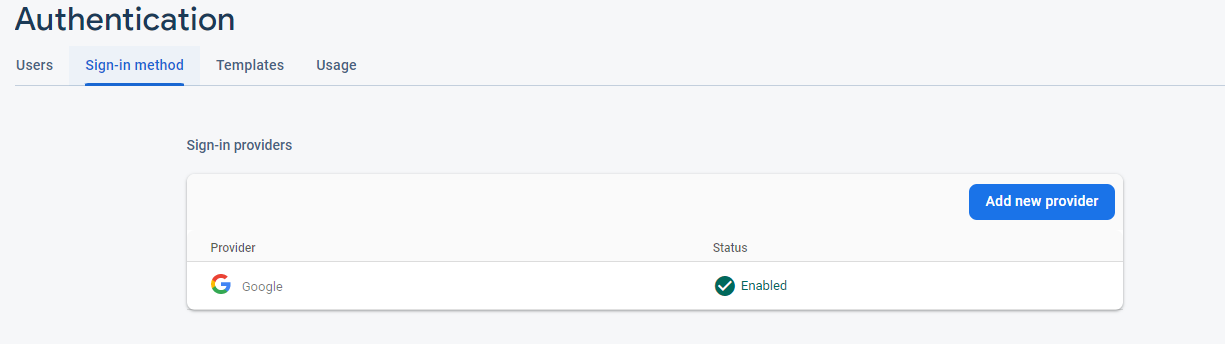 Authentication
Users Sign-in method Templates Usage
Sign-in providers
Add new provider
Provider Status
Google Enabled